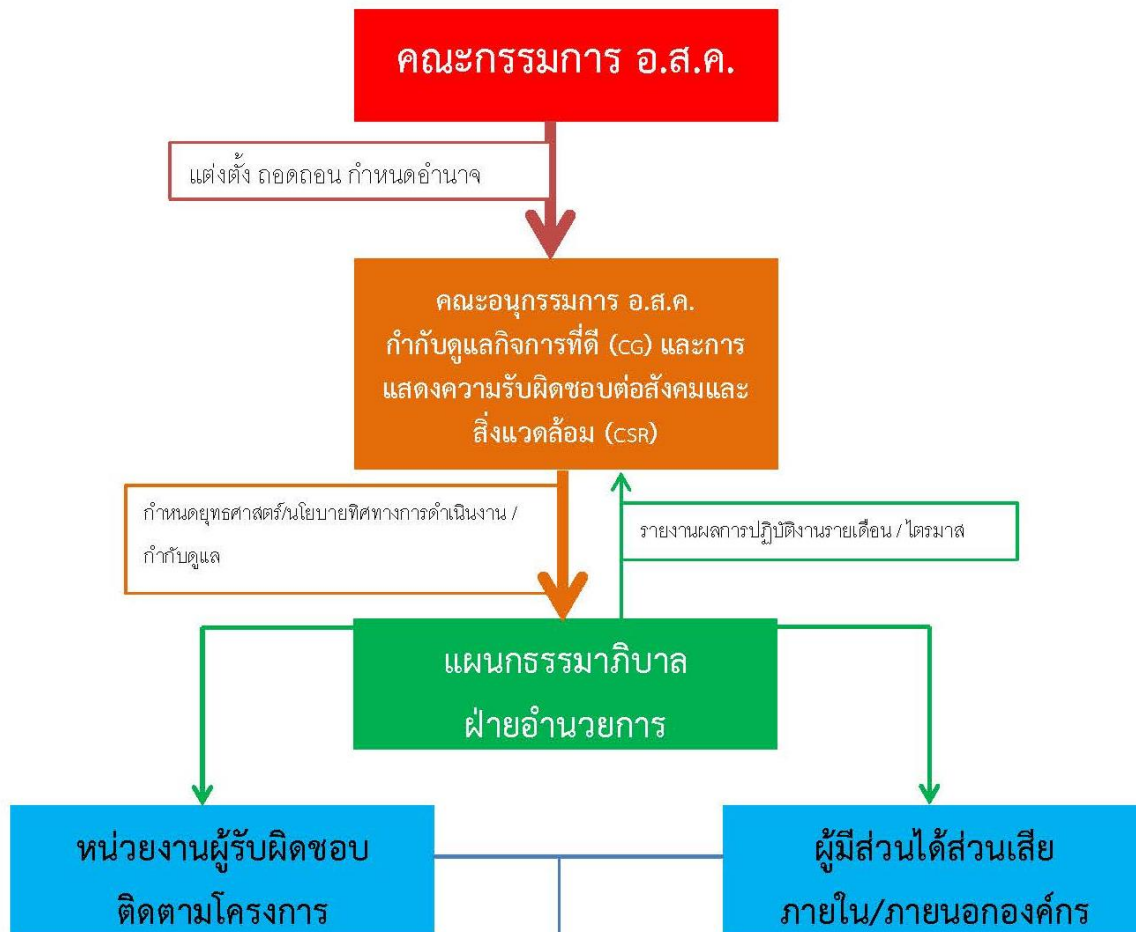 คณะกรรมการ อ.ส.ค.
แต่งตั้ง ถอดถอน กำหนดอำนาจ
คณะอนุกรรมการ อ.ส.ค.
กำกับดูแลกิจการที่ดี (CG) และการ
แสดงความรับผิดชอบต่อสังคมและ
สิ่งแวดล้อม (CSR)
กำหนดยุทธศาสตร์/นโยบายทิศทางการดำเนินงาน /
กำกับดูแล
รายงานผลการปฏิบัติงานรายเดือน / ไตรมาส
แผนกธรรมาภิบาล
ฝ่ายอำนวยการ
หน่วยงานผู้รับผิดชอบ
ติดตามโครงการ
ผู้มีส่วนได้ส่วนเสีย
ภายใน/ภายนอกองค์กร